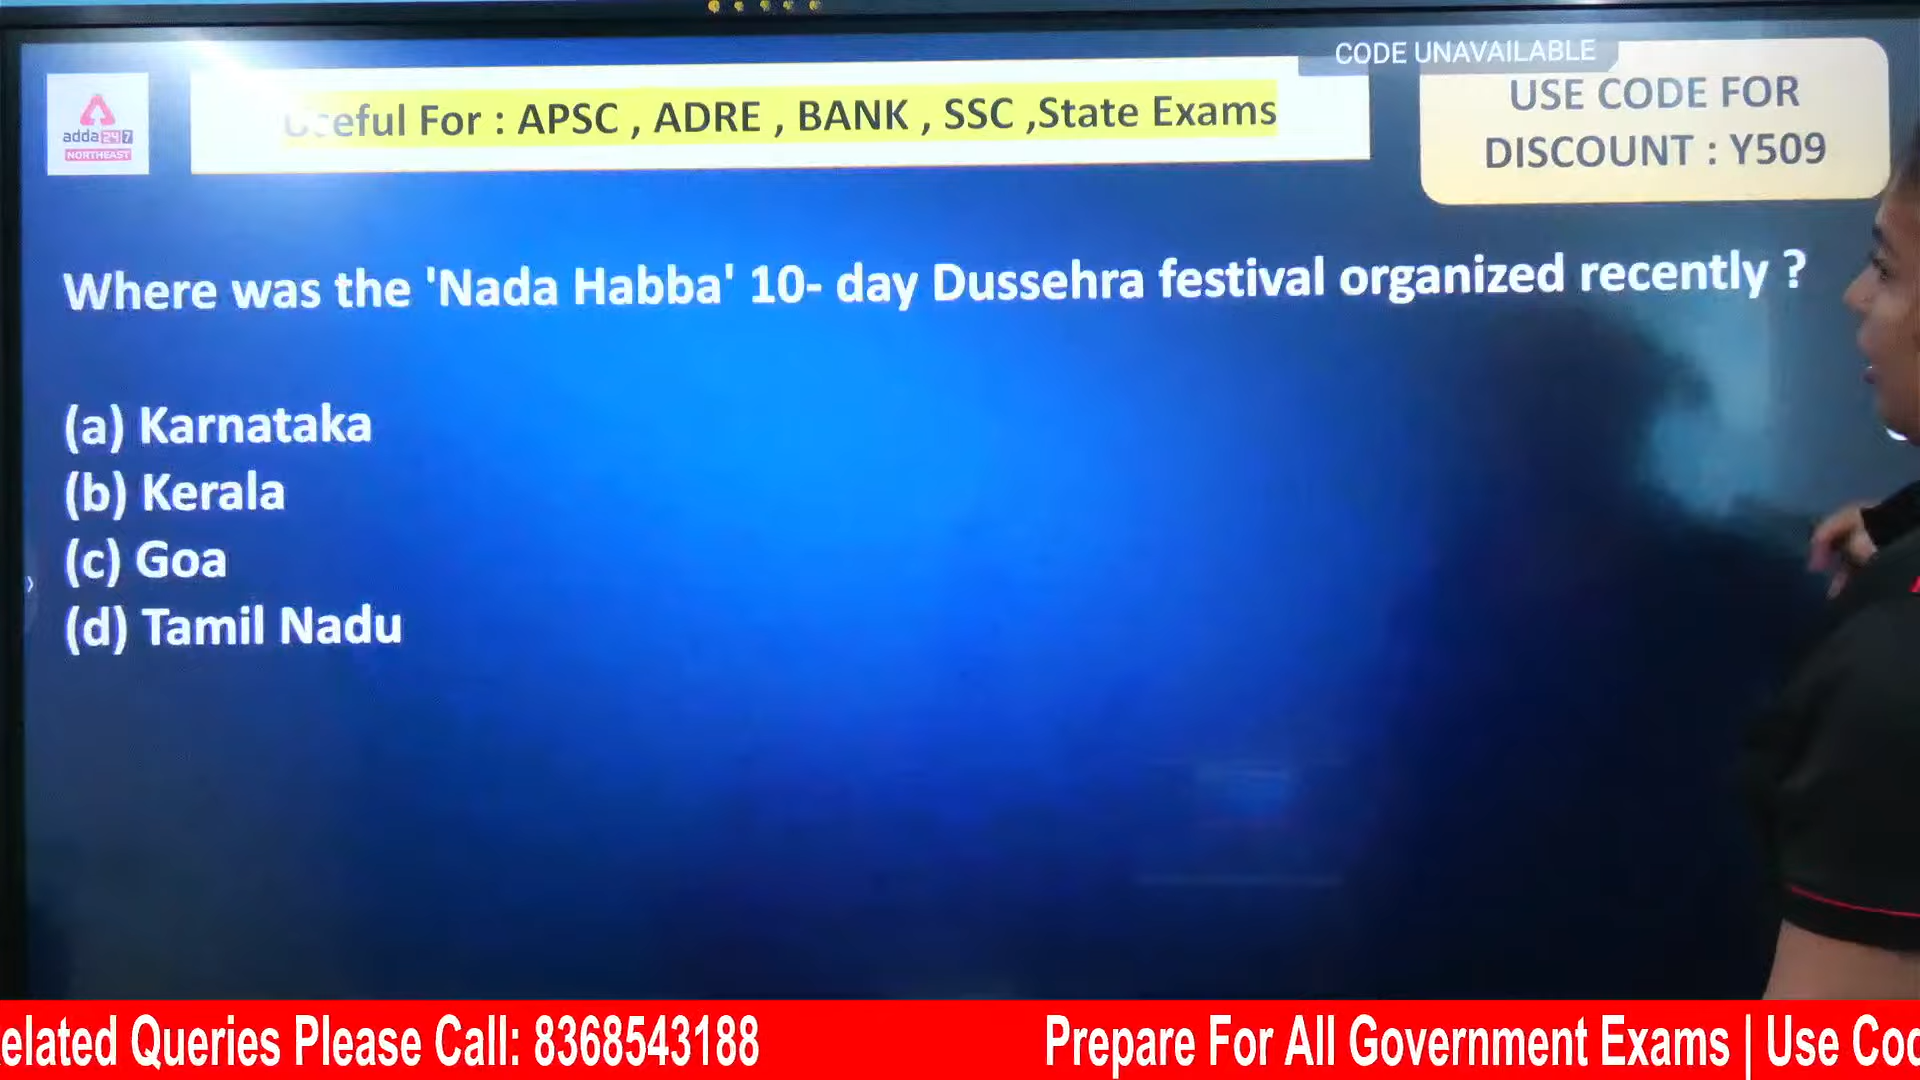 CODE UNAVAILABLE
adda 247
NORTHEAST
Useful For : APSC , ADRE , BANK , SSC ,State Exams
USE CODE FOR
DISCOUNT : Y509
Where was the 'Nada Habba' 10- day Dussehra festival organized recently ?
(a) Karnataka
(b) Kerala
(c) Goa
(d) Tamil Nadu
elated Queries Please Call: 8368543188
Prepare For All Government Exams | Use Cod